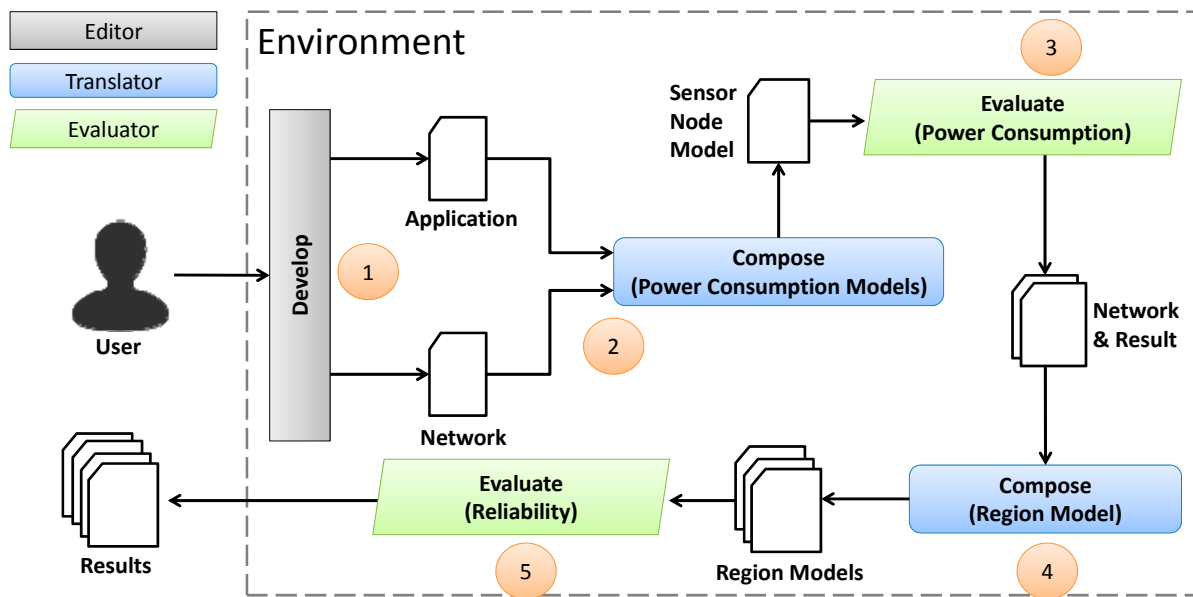 Editor
Translator
Evaluator
Environment
3
Sensor
Node
Model
Evaluate
(Power Consumption)
Application
Develop
1
Compose
(Power Consumption Models)
User
2
Network
& Result
Network
Evaluate
(Reliability)
Compose
(Region Model)
Results
5
Region Models
4